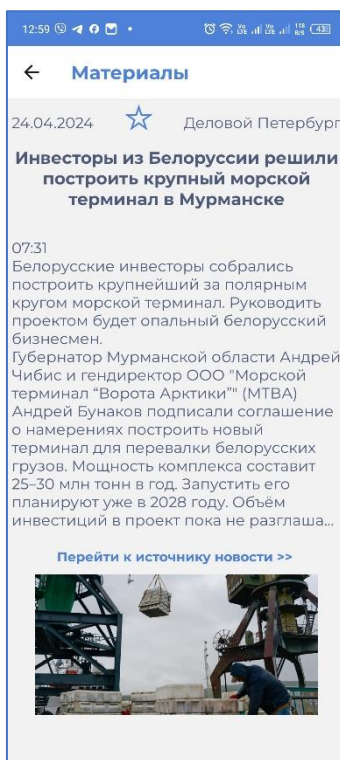 12:59
118 B/S 43
Материалы
24.04.2024 Деловой Петербург
Инвесторы из Белоруссии решили
построить крупный морской
терминал в Мурманске
07:31
Белорусские инвесторы собрались
построить крупнейший за полярным
кругом морской терминал. Руководить
проектом будет опальный белорусский
бизнесмен.
Губернатор Мурманской области Андрей
Чибис и гендиректор ООО "Морской
терминал “Ворота Арктики”" (МТВА)
Андрей Бунаков подписали соглашение
о намерениях построить новый
терминал для перевалки белорусских
грузов. Мощность комплекса составит
25–30 млн тонн в год. Запустить его
планируют уже в 2028 году. Объём
инвестиций в проект пока не разглаша...
Перейти к источнику новости >>